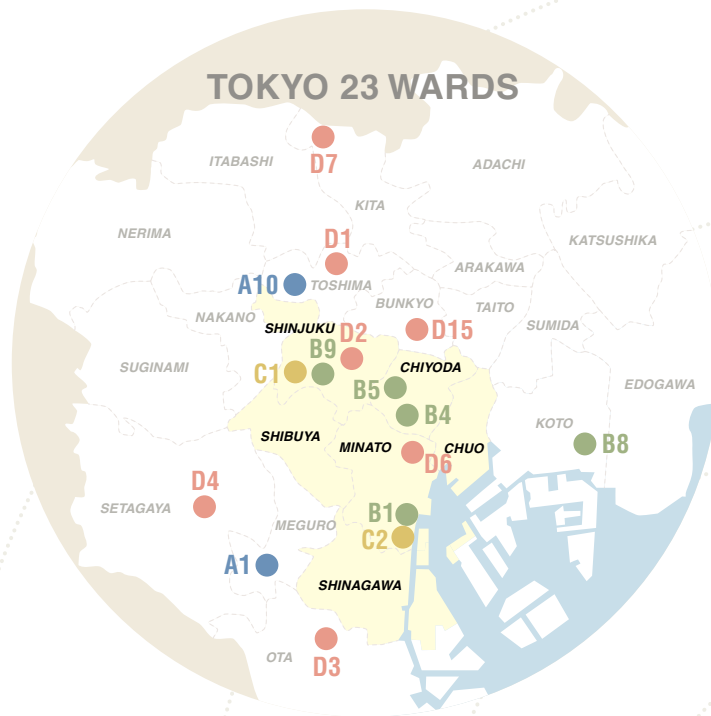 TOKYO 23 WARDS
ITABASHI
D7
ADACHI
KITA
NERIMA
D1
KATSUSHIKA
ARAKAWA
A10
TOSHIMA
BUNKYO
TAITO
NAKANO
SHINJUKU
D2
D15
SUMIDA
B9
SUGINAMI
C1
CHIYODA
B5
EDOGAWA
B4
KOTO
SHIBUYA
MINATO
CHUO
B8
D6
D4
SETAGAYA
B1
MEGURO
C2
A1
SHINAGAWA
OTA
D3